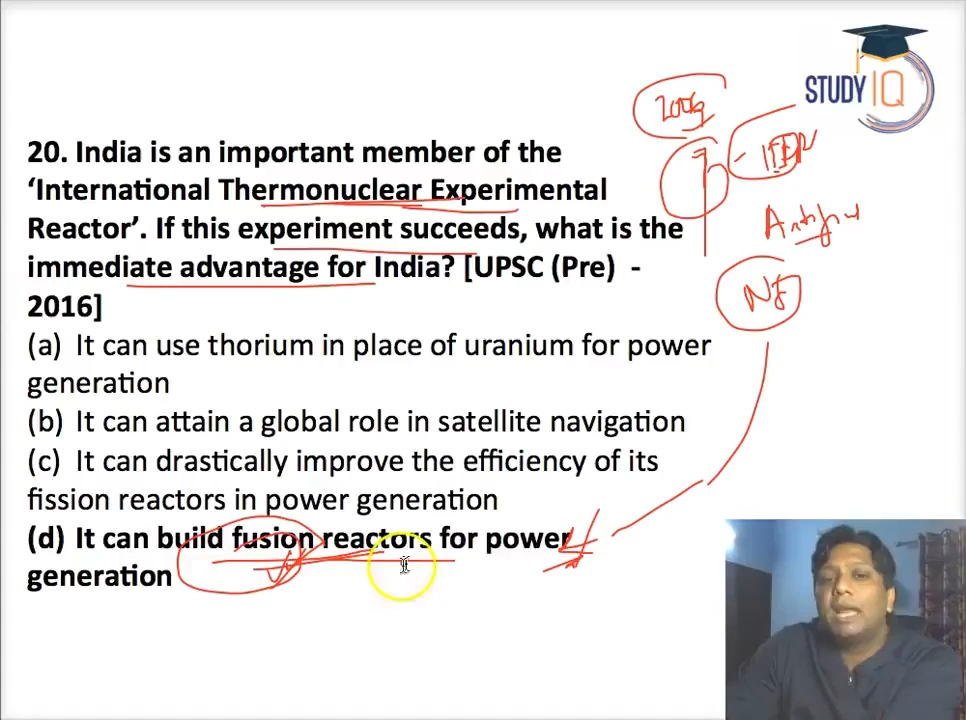 STUDY IQ
2006
ITER
NF
20. India is an important member of the
‘International Thermonuclear Experimental
Reactor’. If this experiment succeeds, what is the
immediate advantage for India? [UPSC (Pre) -
2016]
(a) It can use thorium in place of uranium for power
generation
(b) It can attain a global role in satellite navigation
(c) It can drastically improve the efficiency of its
fission reactors in power generation
(d) It can build fusion reactors for power
generation